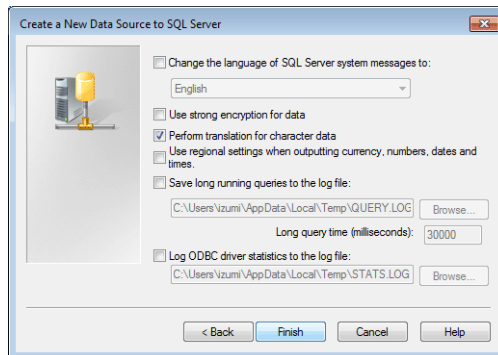 Create a New Data Source to SQL Server
Change the language of SQL Server system messages to:
English
Use strong encryption for data
Perform translation for character data
Use regional settings when outputting currency, numbers, dates and
times.
Save long running queries to the log file:
C:\Users\izumi\AppData\Local\Temp\QUERY.LOG
Browse...
Long query time (milliseconds):
30000
Log ODBC driver statistics to the log file:
C:\Users\izumi\AppData\Local\Temp\STATS.LOG
Browse...
< Back
Finish
Cancel
Help